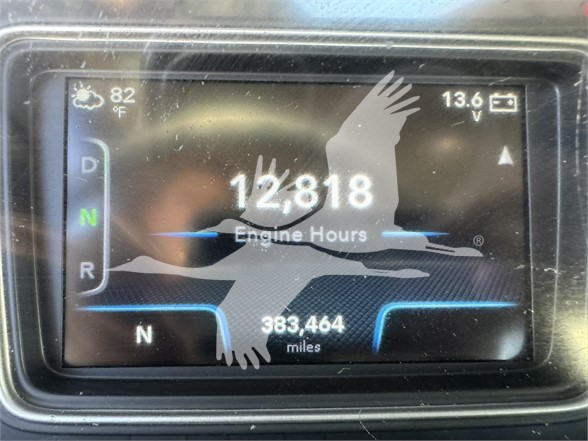 82
°F
13.6
V
D
N
R
12,818
Engine Hours
®
N
383,464
miles